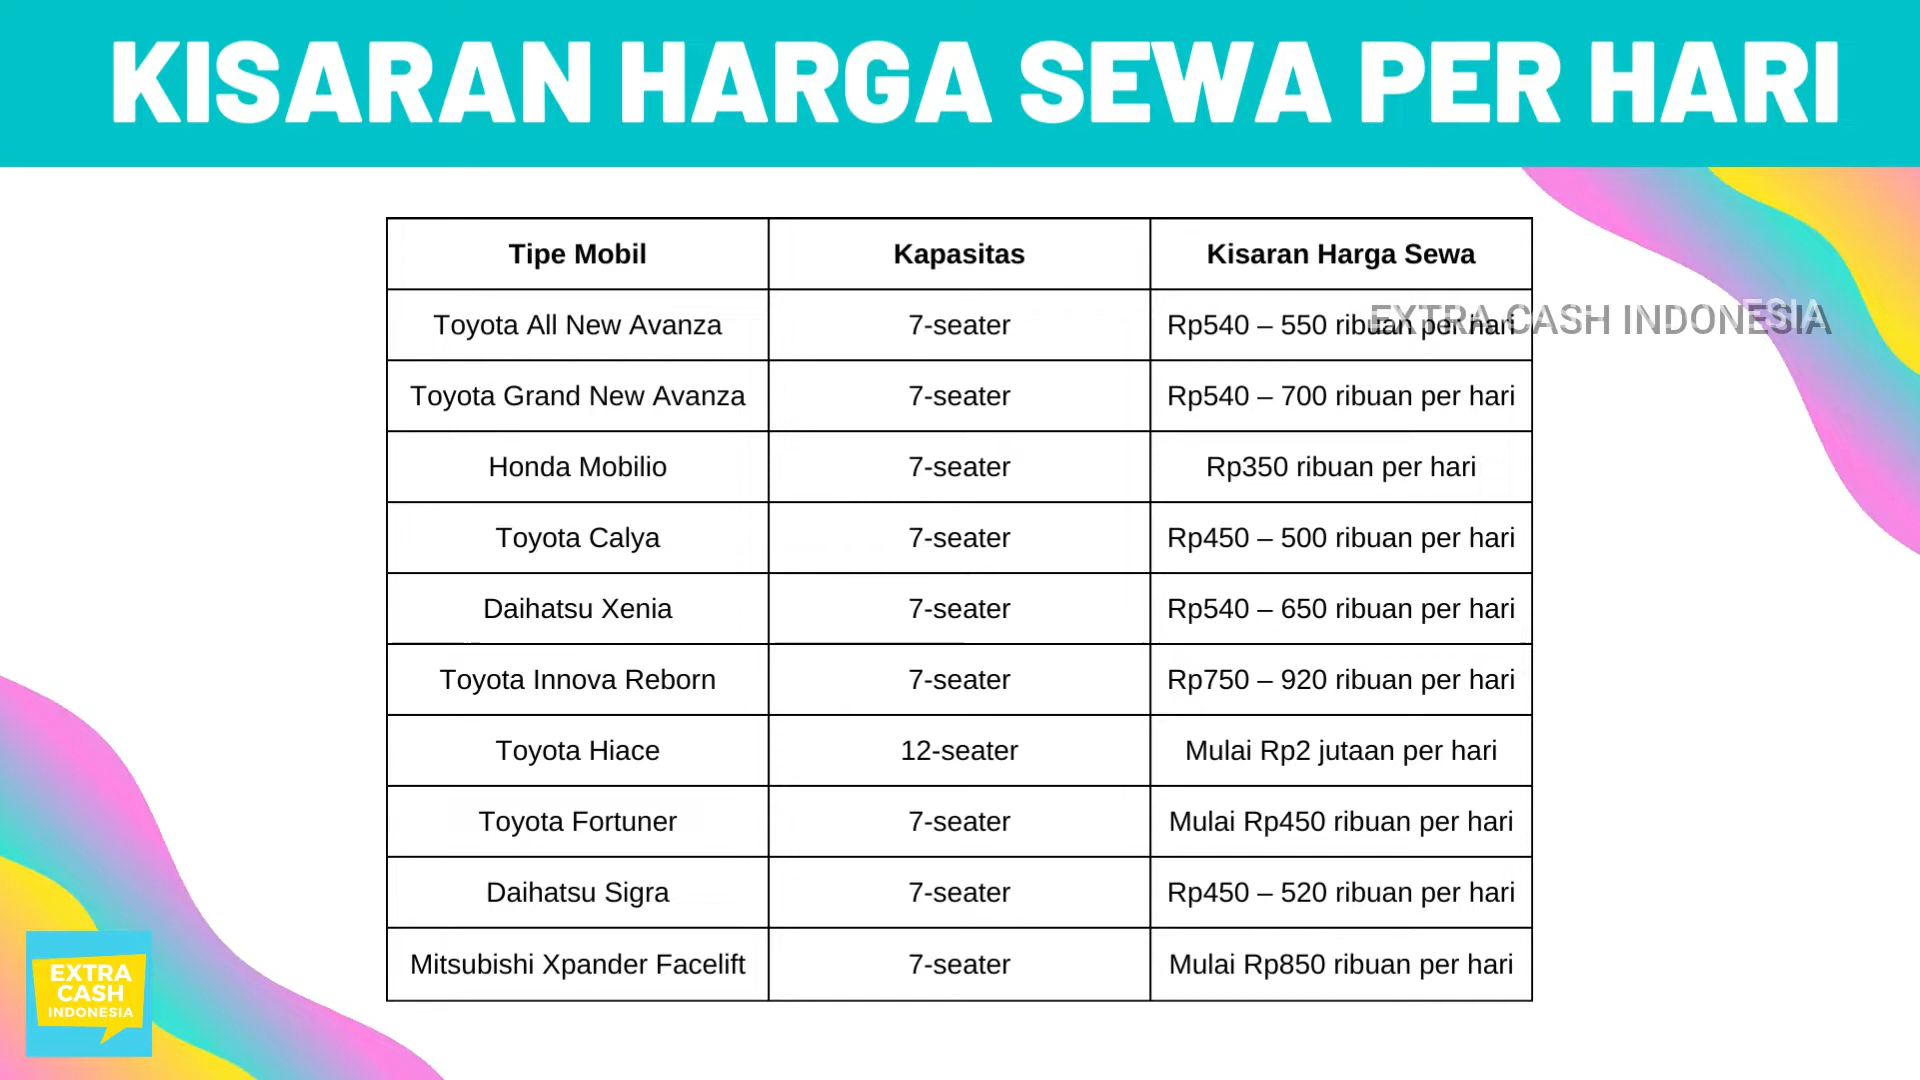 KISARAN HARGA SEWA PER HARI
Tipe Mobil Kapasitas Kisaran Harga Sewa
Toyota All New Avanza 7-seater Rp540 – 550 ribuan per hari
EXTRA CASH INDONESIA
Toyota Grand New Avanza 7-seater Rp540 – 700 ribuan per hari
Honda Mobilio 7-seater Rp350 ribuan per hari
Toyota Calya 7-seater Rp450 – 500 ribuan per hari
Daihatsu Xenia 7-seater Rp540 – 650 ribuan per hari
Toyota Innova Reborn 7-seater Rp750 – 920 ribuan per hari
Toyota Hiace 12-seater Mulai Rp2 jutaan per hari
Toyota Fortuner 7-seater Mulai Rp450 ribuan per hari
Daihatsu Sigra 7-seater Rp450 – 520 ribuan per hari
Mitsubishi Xpander Facelift 7-seater Mulai Rp850 ribuan per hari
EXTRA
CASH
INDONESIA